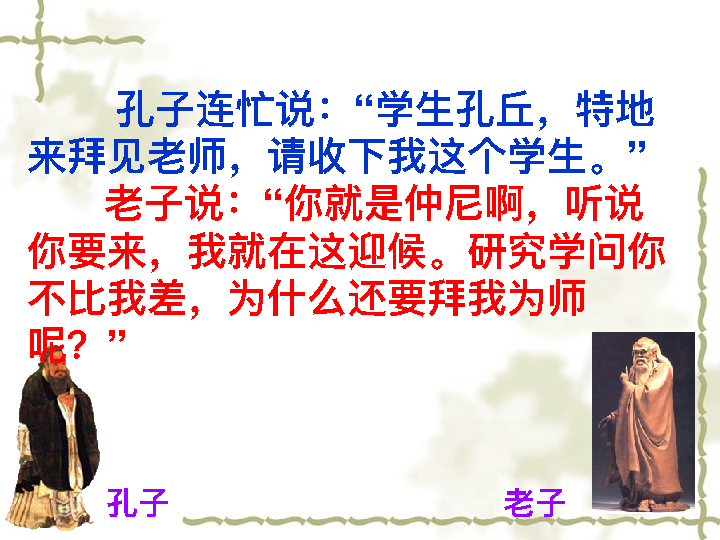 孔子连忙说：“学生孔丘，特地
来拜见老师，请收下我这个学生。”
老子说：“你就是仲尼啊，听说
你要来，我就在这迎候。研究学问你
不比我差，为什么还要拜我为师
呢？”
孔子
老子